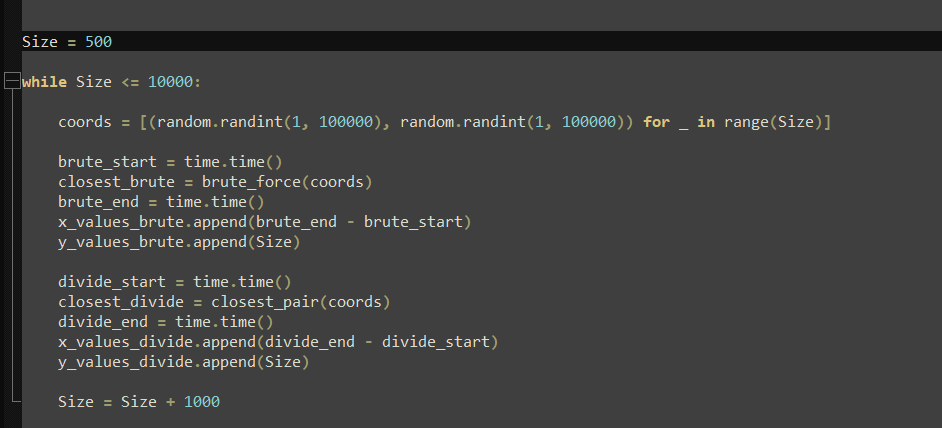 Size = 500
while Size <= 10000:
coords = [(random.randint(1, 100000), random.randint(1, 100000)) for _ in range(Size)]
brute_start = time.time()
closest_brute = brute_force(coords)
brute_end = time.time()
x_values_brute.append(brute_end - brute_start)
y_values_brute.append(Size)
divide_start = time.time()
closest_divide = closest_pair(coords)
divide_end = time.time()
x_values_divide.append(divide_end - divide_start)
y_values_divide.append(Size)
Size = Size + 1000